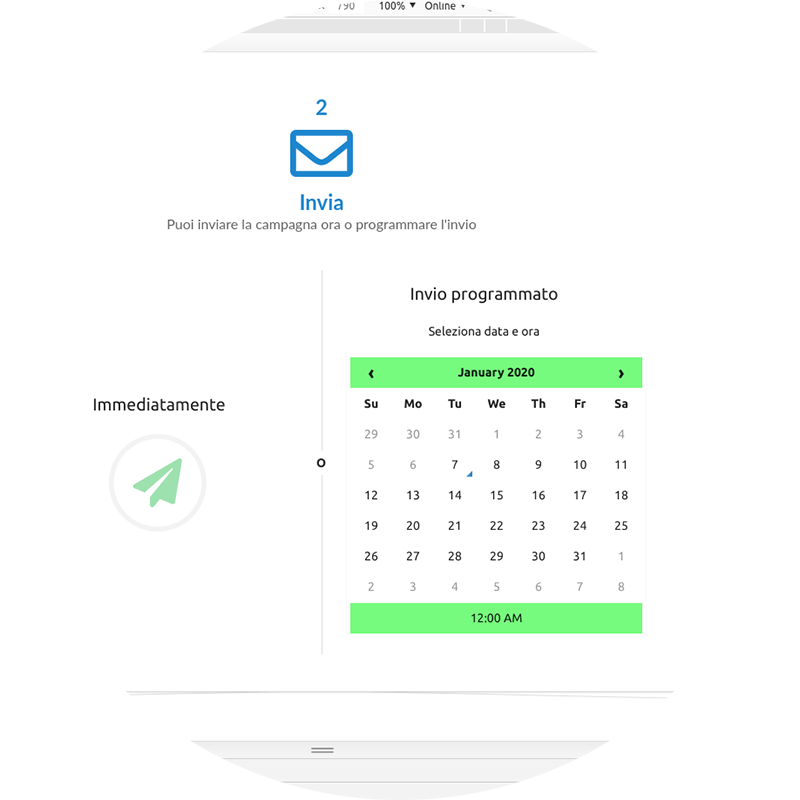 790 100% ▼ Online
2
Invia
Puoi inviare la campagna ora o programmare l'invio
Invio programmato
Seleziona data e ora
Immediatamente
o
‹ January 2020 ›
Su Mo Tu We Th Fr Sa
29 30 31 1 2 3 4
5 6 7 8 9 10 11
12 13 14 15 16 17 18
19 20 21 22 23 24 25
26 27 28 29 30 31 1
2 3 4 5 6 7 8
12:00 AM